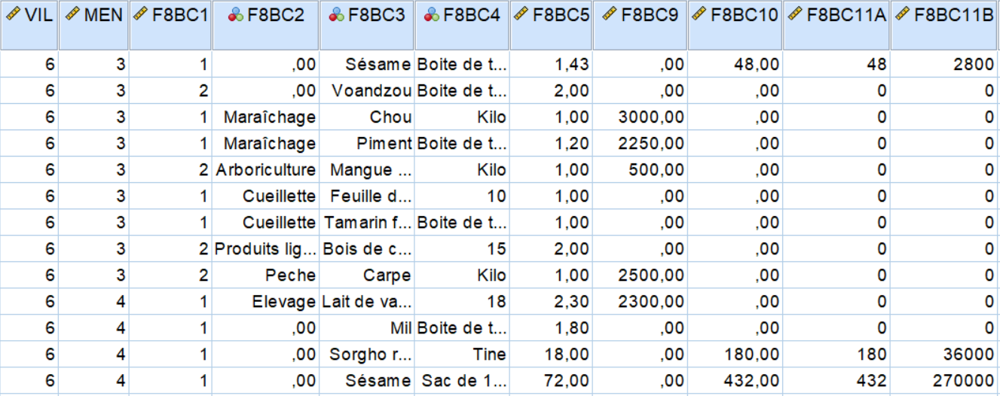 VIL MEN F8BC1 F8BC2 F8BC3 F8BC4 F8BC5 F8BC9 F8BC10 F8BC11A F8BC11B
6 3 1 ,00 Sésame Boite de t... 1,43 ,00 48,00 48 2800
6 3 2 ,00 Voandzou Boite de t... 2,00 ,00 ,00 0 0
6 3 1 Maraîchage Chou Kilo 1,00 3000,00 ,00 0 0
6 3 1 Maraîchage Piment Boite de t... 1,20 2250,00 ,00 0 0
6 3 2 Arboriculture Mangue ... Kilo 1,00 500,00 ,00 0 0
6 3 1 Cueillette Feuille d... 10 1,00 ,00 ,00 0 0
6 3 1 Cueillette Tamarin f... Boite de t... 1,00 ,00 ,00 0 0
6 3 2 Produits lig... Bois de c... 15 2,00 ,00 ,00 0 0
6 3 2 Peche Carpe Kilo 1,00 2500,00 ,00 0 0
6 4 1 Elevage Lait de va... 18 2,30 2300,00 ,00 0 0
6 4 1 ,00 Mil Boite de t... 1,80 ,00 ,00 0 0
6 4 1 ,00 Sorgho r... Tine 18,00 ,00 180,00 180 36000
6 4 1 ,00 Sésame Sac de 1... 72,00 ,00 432,00 432 270000